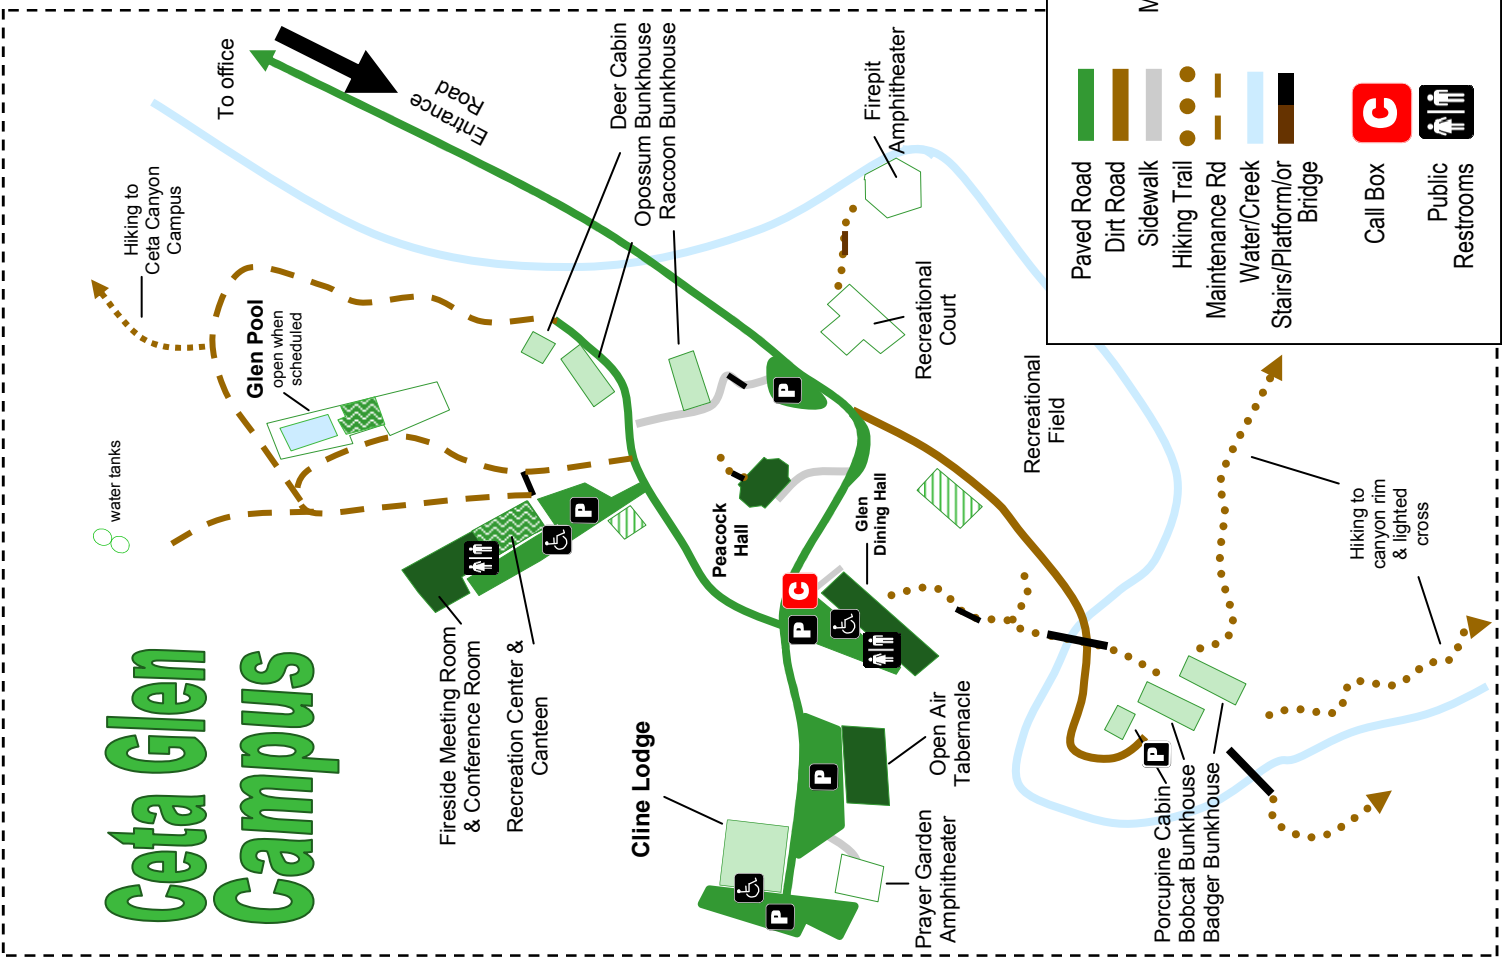 Ceta Glen
Campus
To office
Entrance
Road
Hiking to
Ceta Canyon
Campus
Glen Pool
open when
scheduled
water tanks
Deer Cabin
Opossum Bunkhouse
Raccoon Bunkhouse
Firepit
Amphitheater
Recreational
Court
Recreational
Field
Peacock
Hall
Glen
Dining Hall
Fireside Meeting Room
& Conference Room
Recreation Center &
Canteen
Cline Lodge
Open Air
Tabernacle
Prayer Garden
Amphitheater
Porcupine Cabin
Bobcat Bunkhouse
Badger Bunkhouse
Hiking to
canyon rim
& lighted
cross
P
P
P
P
P
P
C
M
Paved Road
Dirt Road
Sidewalk
Hiking Trail
Maintenance Rd
Water/Creek
Stairs/Platform/or
Bridge
C
Call Box
Public
Restrooms